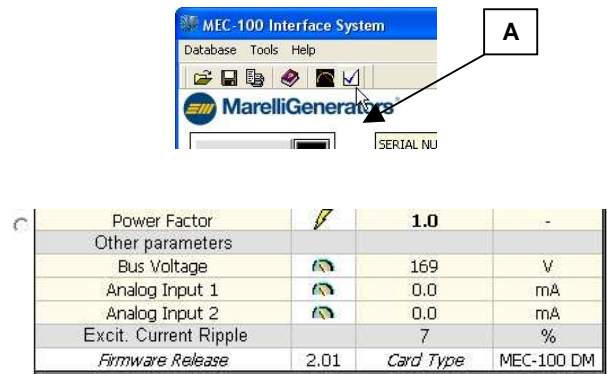 MEC-100 Interface System
A
Database Tools Help
MarelliGenerators
SERIAL NU
Power Factor 1.0 -
Other parameters
Bus Voltage 169 V
Analog Input 1 0.0 mA
Analog Input 2 0.0 mA
Excit. Current Ripple 7 %
Firmware Release 2.01 Card Type MEC-100 DM